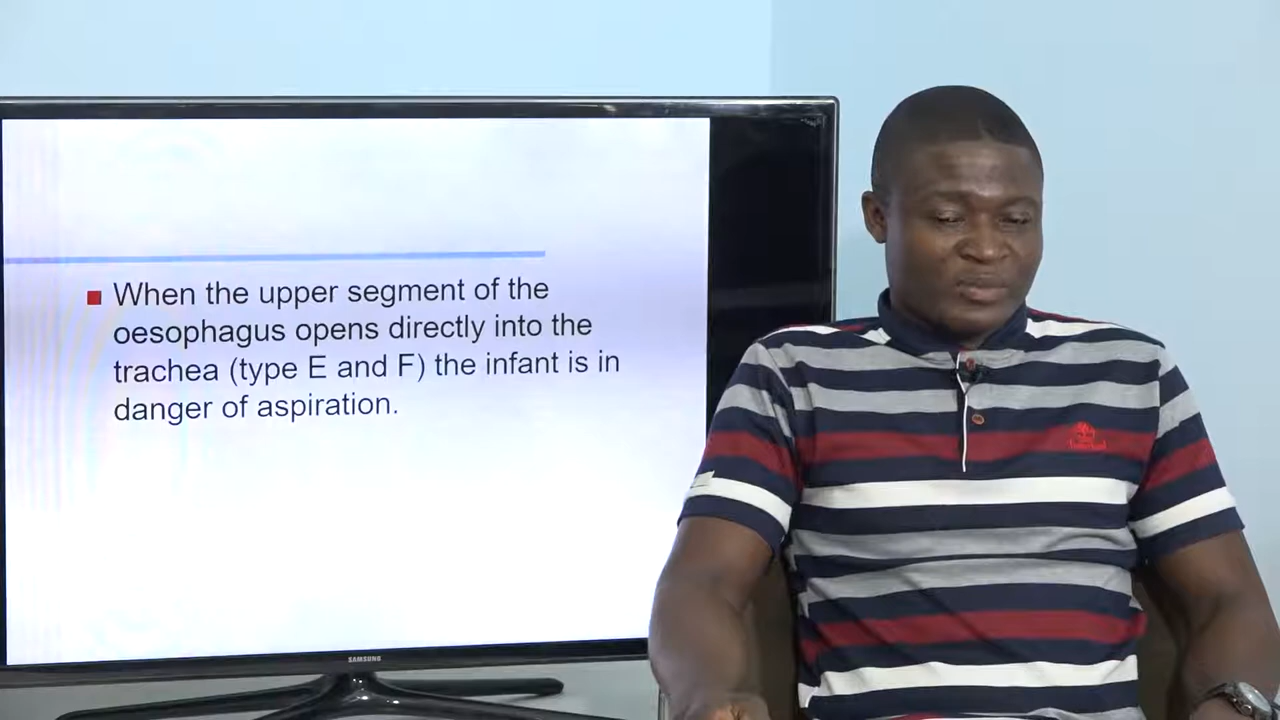 When the upper segment of the
oesophagus opens directly into the
trachea (type E and F) the infant is in
danger of aspiration.
SAMSUNG